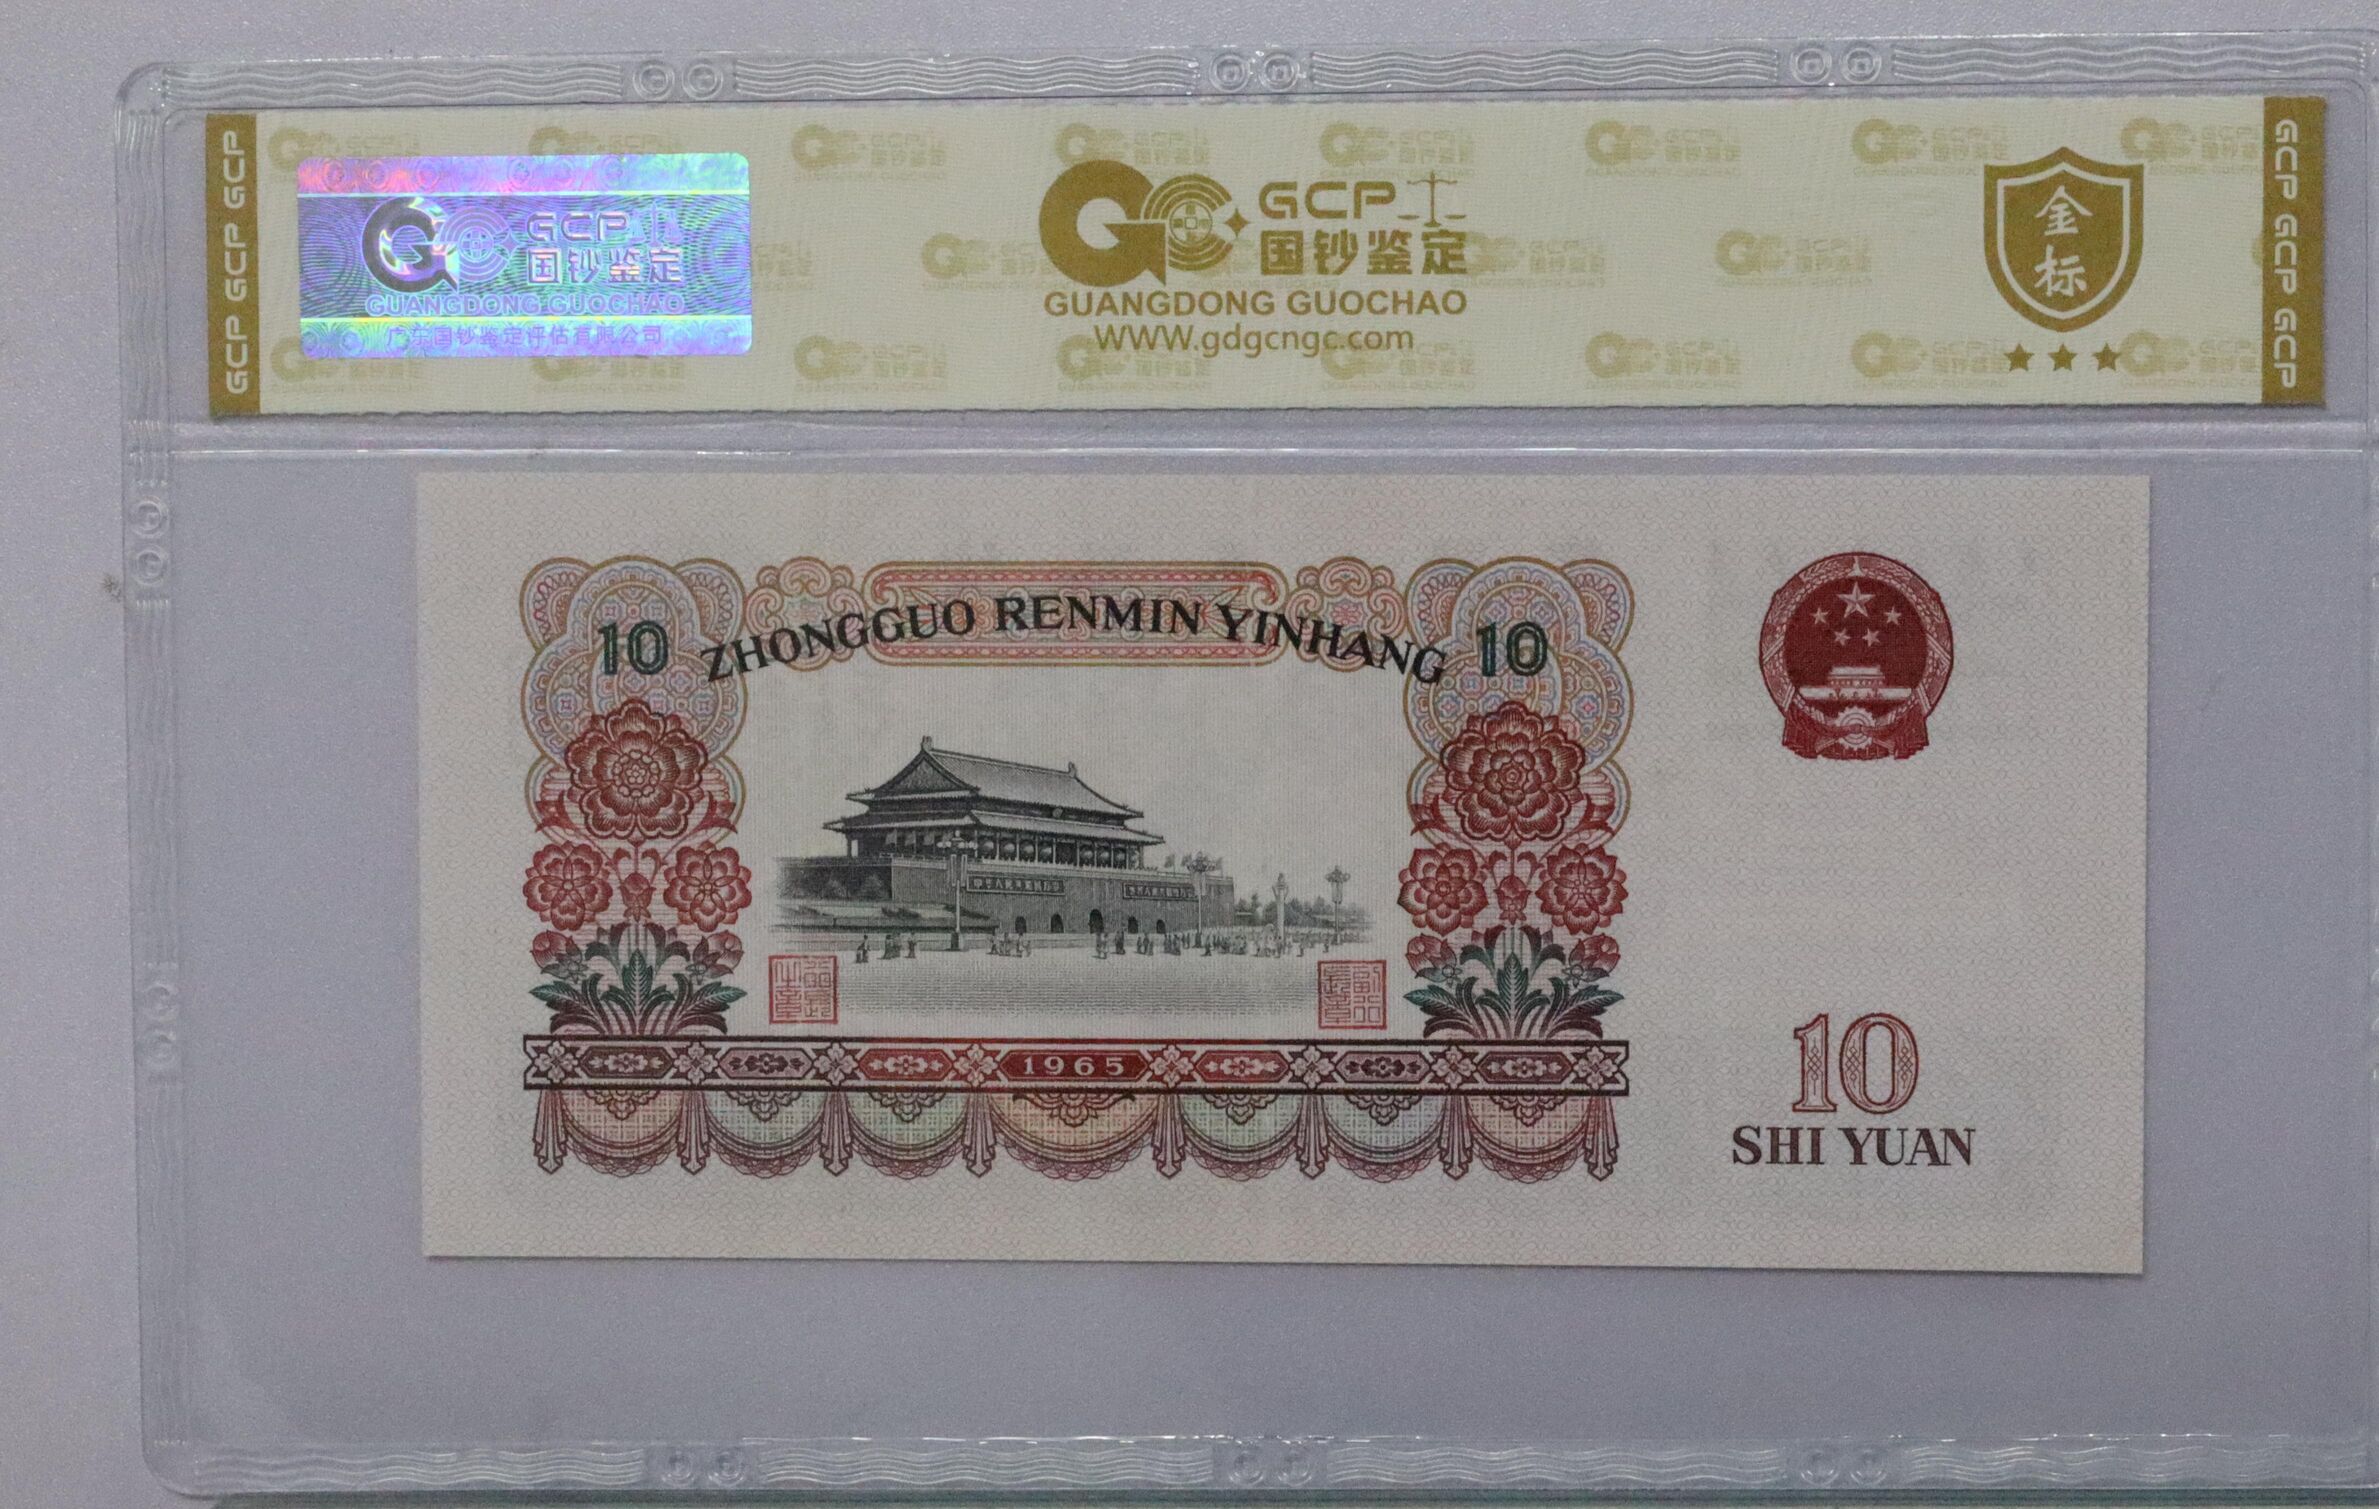 GCP GCP GCP
GCP
国钞鉴定
GUANGDONG GUOCHAO
广东国钞鉴定评估有限公司
GCP
国钞鉴定
GUANGDONG GUOCHAO
WWW.gdgcngc.com
金标
GCP GCP GCP
10 ZHONGGUO RENMIN YINHANG 10
1965
10
SHI YUAN